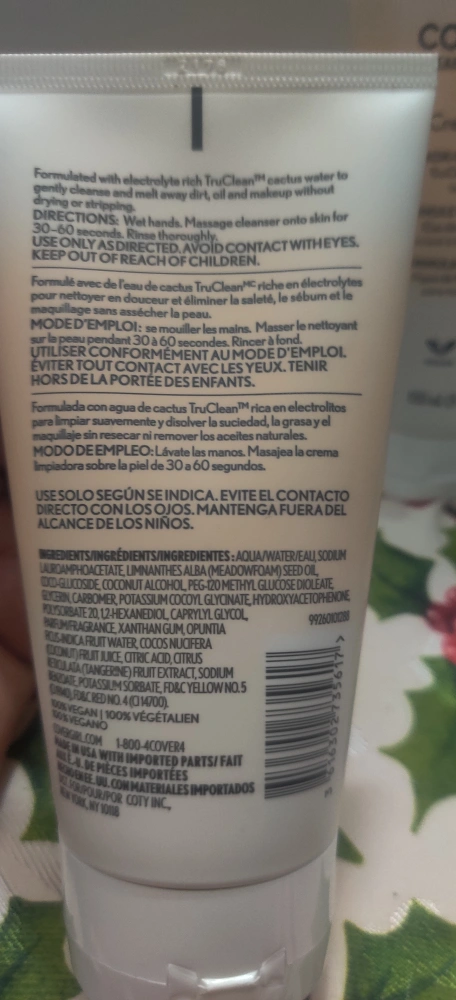 CO
Cre
Formulated with electrolyte rich TruClean™ cactus water to
gently cleanse and melt away dirt, oil and makeup without
drying or stripping.
DIRECTIONS: Wet hands. Massage cleanser onto skin for
30-60 seconds. Rinse thoroughly.
USE ONLY AS DIRECTED. AVOID CONTACT WITH EYES.
KEEP OUT OF REACH OF CHILDREN.
Formulé avec de l'eau de cactus TruClean MC riche en électrolytes
pour nettoyer en douceur et éliminer la saleté, le sébum et le
maquillage sans assécher la peau.
MODE D'EMPLOI: se mouiller les mains. Masser le nettoyant
sur la peau pendant 30 à 60 secondes. Rincer à fond.
UTILISER CONFORMÉMENT AU MODE D'EMPLOI.
ÉVITER TOUT CONTACT AVEC LES YEUX. TENIR
HORS DE LA PORTÉE DES ENFANTS.
Formulada con agua de cactus TruClean™ rica en electrolitos
para limpiar suavemente y disolver la suciedad, la grasa y el
maquillaje sin resecar ni remover los aceites naturales.
MODO DE EMPLEO: Lávate las manos. Masajea la crema
limpiadora sobre la piel de 30 a 60 segundos.
USE SOLO SEGÚN SE INDICA. EVITE EL CONTACTO
DIRECTO CON LOS OJOS. MANTENGA FUERA DEL
ALCANCE DE LOS NIÑOS.
INGREDIENTS/INGRÉDIENTS/INGREDIENTES: AQUA/WATER/EAU, SODIUM
LAUROAMPHOACETATE, LIMNANTHES ALBA (MEADOWFOAM) SEED OIL,
COCO-GLUCOSIDE, COCONUT ALCOHOL, PEG-120 METHYL GLUCOSE DIOLEATE,
GLYCERIN, CARBOMER, POTASSIUM COCOYL GLYCINATE, HYDROXYACETOPHENONE,
POLYSORBATE 20, 1,2-HEXANEDIOL, CAPRYLYL GLYCOL,
PARFUM/FRAGRANCE, XANTHAN GUM, OPUNTIA
FICUS-INDICA FRUIT WATER, COCOS NUCIFERA
(COCONUT) FRUIT JUICE, CITRIC ACID, CITRUS
RETICULATA (TANGERINE) FRUIT EXTRACT, SODIUM
BENZOATE, POTASSIUM SORBATE, FD&C YELLOW NO. 5
FD&C RED NO. 4 (CI 14700).
100% VEGAN | 100% VÉGÉTALIEN
100% VEGANO
COVERGIRL.COM 1-800-4COVER4
MADE IN USA WITH IMPORTED PARTS/ FAIT
AUX É.-U. DE PIÈCES IMPORTÉES
HECHO EN EE. UU. CON MATERIALES IMPORTADOS
BY/PAR/POR COTY INC.,
NEW YORK, NY 10118
99260101288